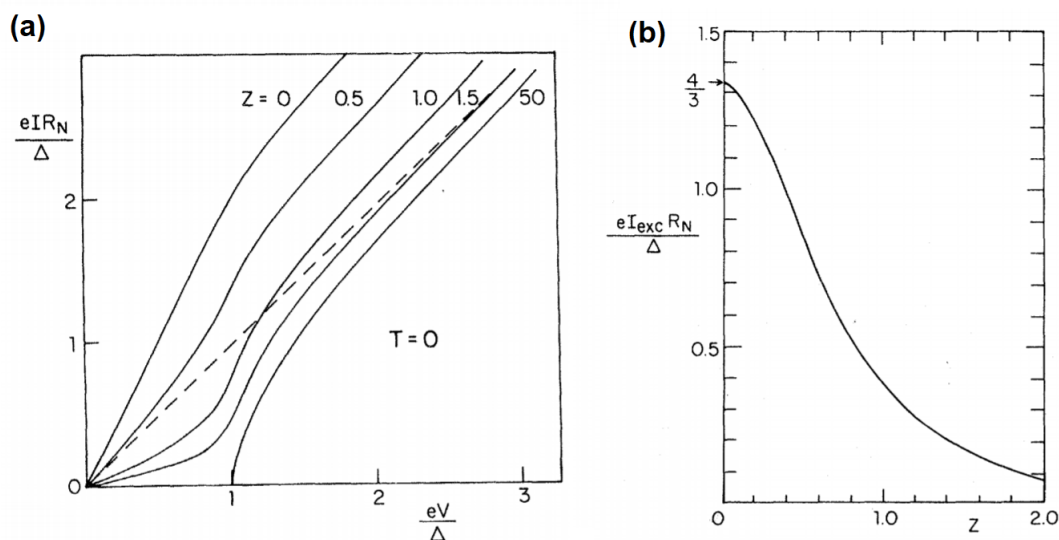 (a)
Z = 0 0.5 1.0 1.5 50
eIR_N
Δ
2
1
0
T = 0
1 2 3
eV
Δ
(b)
1.5
4
3
1.0
eI_exc R_N
Δ
0.5
0 1.0 Z 2.0